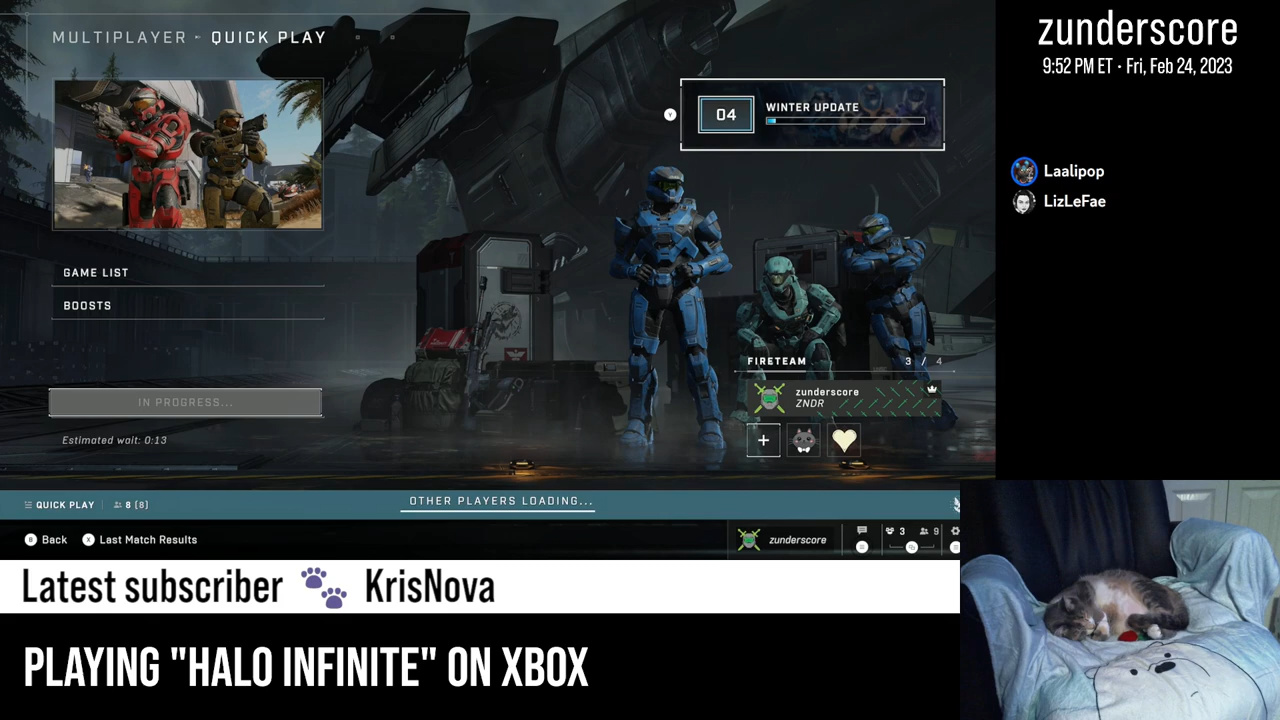 MULTIPLAYER QUICK PLAY
zunderscore
9:52 PM ET · Fri, Feb 24, 2023
Y
04
WINTER UPDATE
Laalipop
LizLeFae
GAME LIST
BOOSTS
FIRETEAM 3 / 4
zunderscore
ZNDR
IN PROGRESS...
Estimated wait: 0:13
+
QUICK PLAY 8 (8)
OTHER PLAYERS LOADING...
B Back X Last Match Results
zunderscore
3 9
Latest subscriber KrisNova
PLAYING "HALO INFINITE" ON XBOX